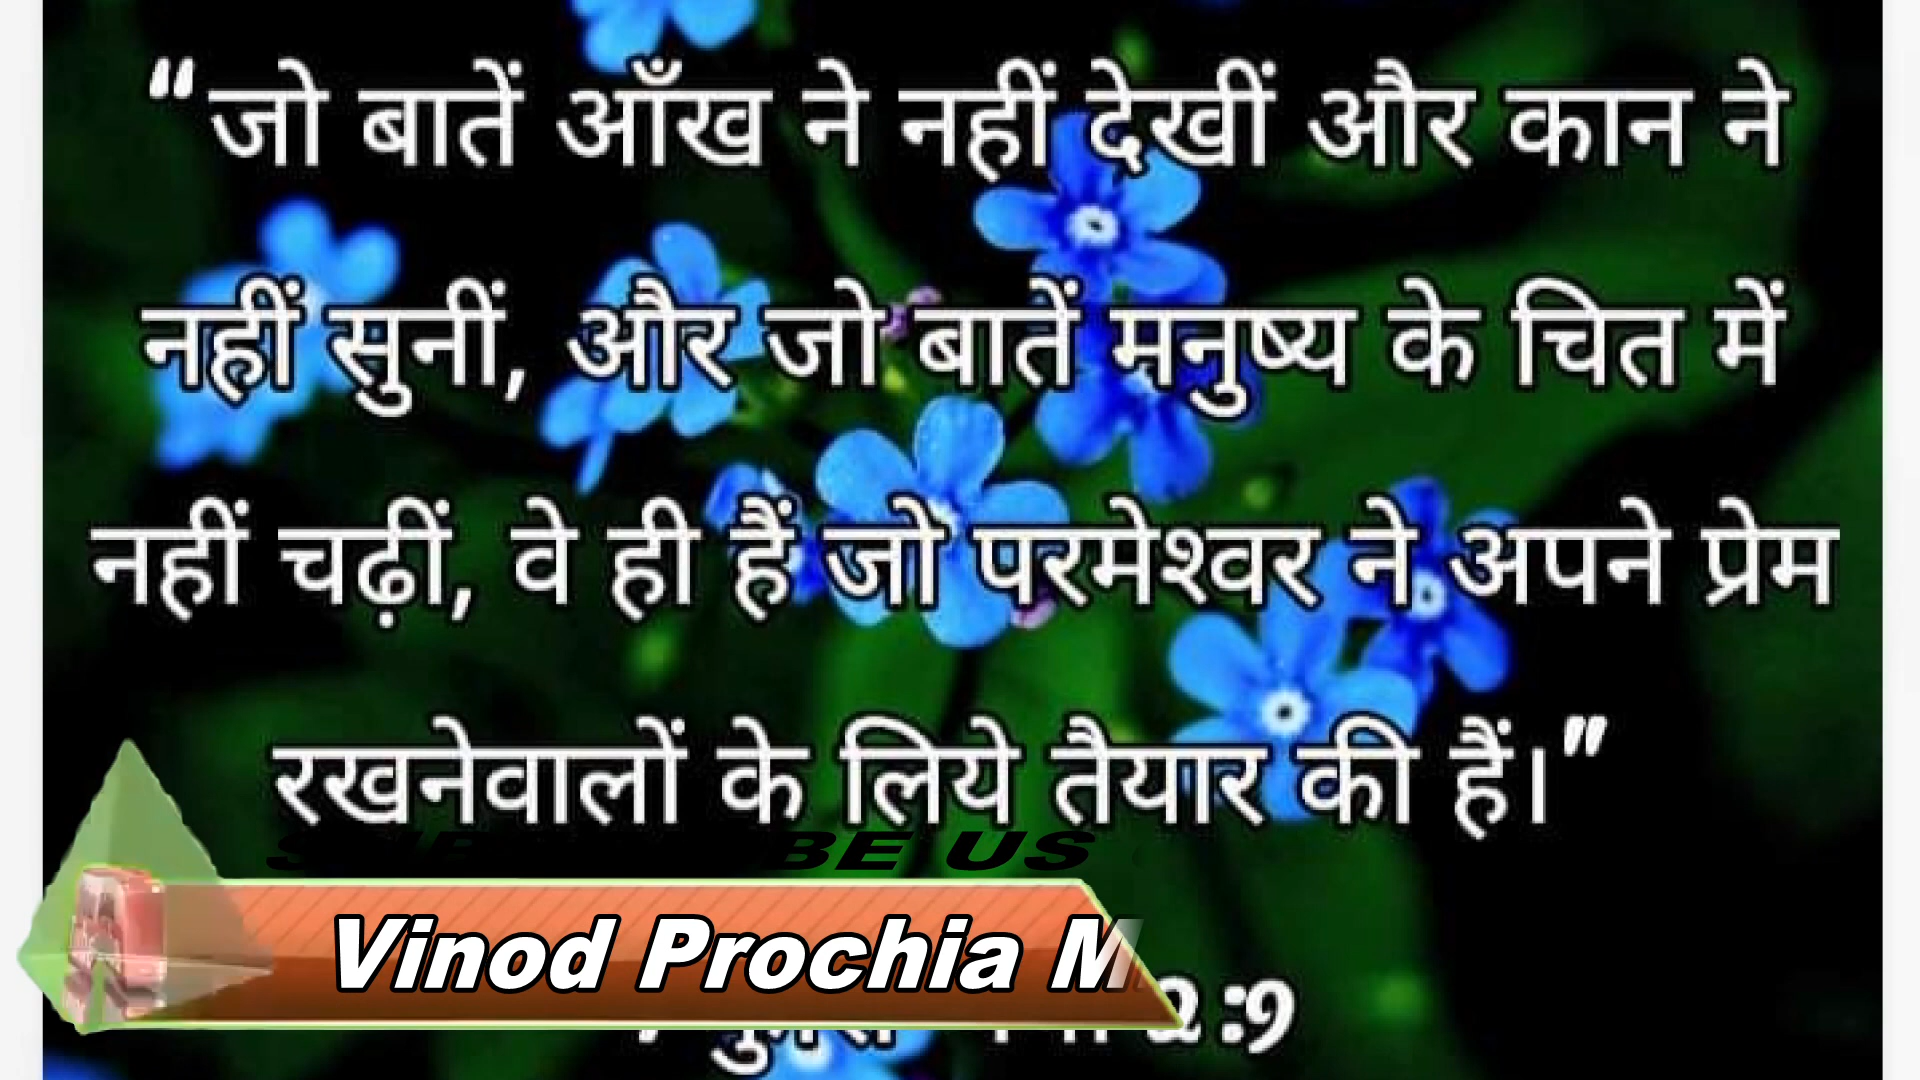 “जो बातें आँख ने नहीं देखीं और कान ने
नहीं सुनीं, और जो बातें मनुष्य के चित में
नहीं चढ़ीं, वे ही हैं जो परमेश्वर ने अपने प्रेम
रखनेवालों के लिये तैयार की हैं।”
BE US
Vinod Prochia M
2:9